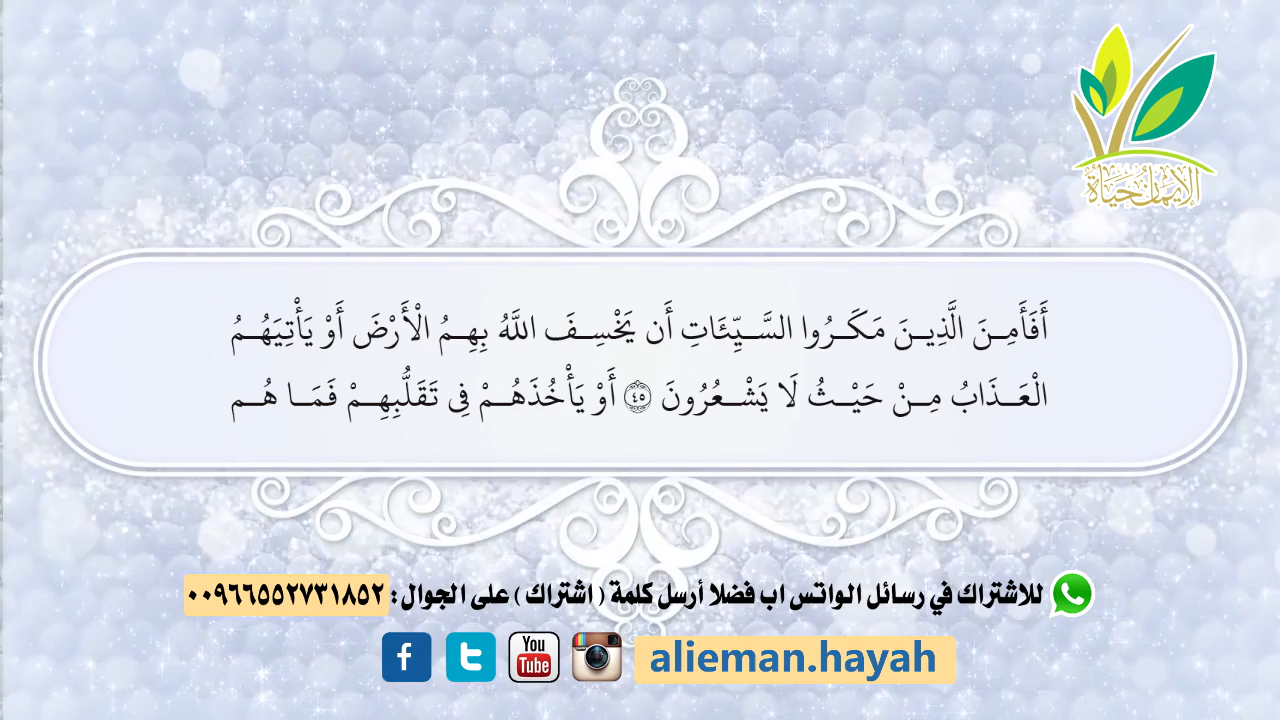 الإيمان حياة
أَفَأَمِنَ الَّذِينَ مَكَرُوا السَّيِّئَاتِ أَن يَخْسِفَ اللَّهُ بِهِمُ الْأَرْضَ أَوْ يَأْتِيَهُمُ
الْعَذَابُ مِنْ حَيْثُ لَا يَشْعُرُونَ ٤٥ أَوْ يَأْخُذَهُمْ فِى تَقَلُّبِهِمْ فَمَا هُم
للاشتراك في رسائل الواتس اب فضلا أرسل كلمة ( اشتراك ) على الجوال : ٠٠٩٦٦٥٥٢٧٣١٨٥٢
You
Tube
alieman.hayah